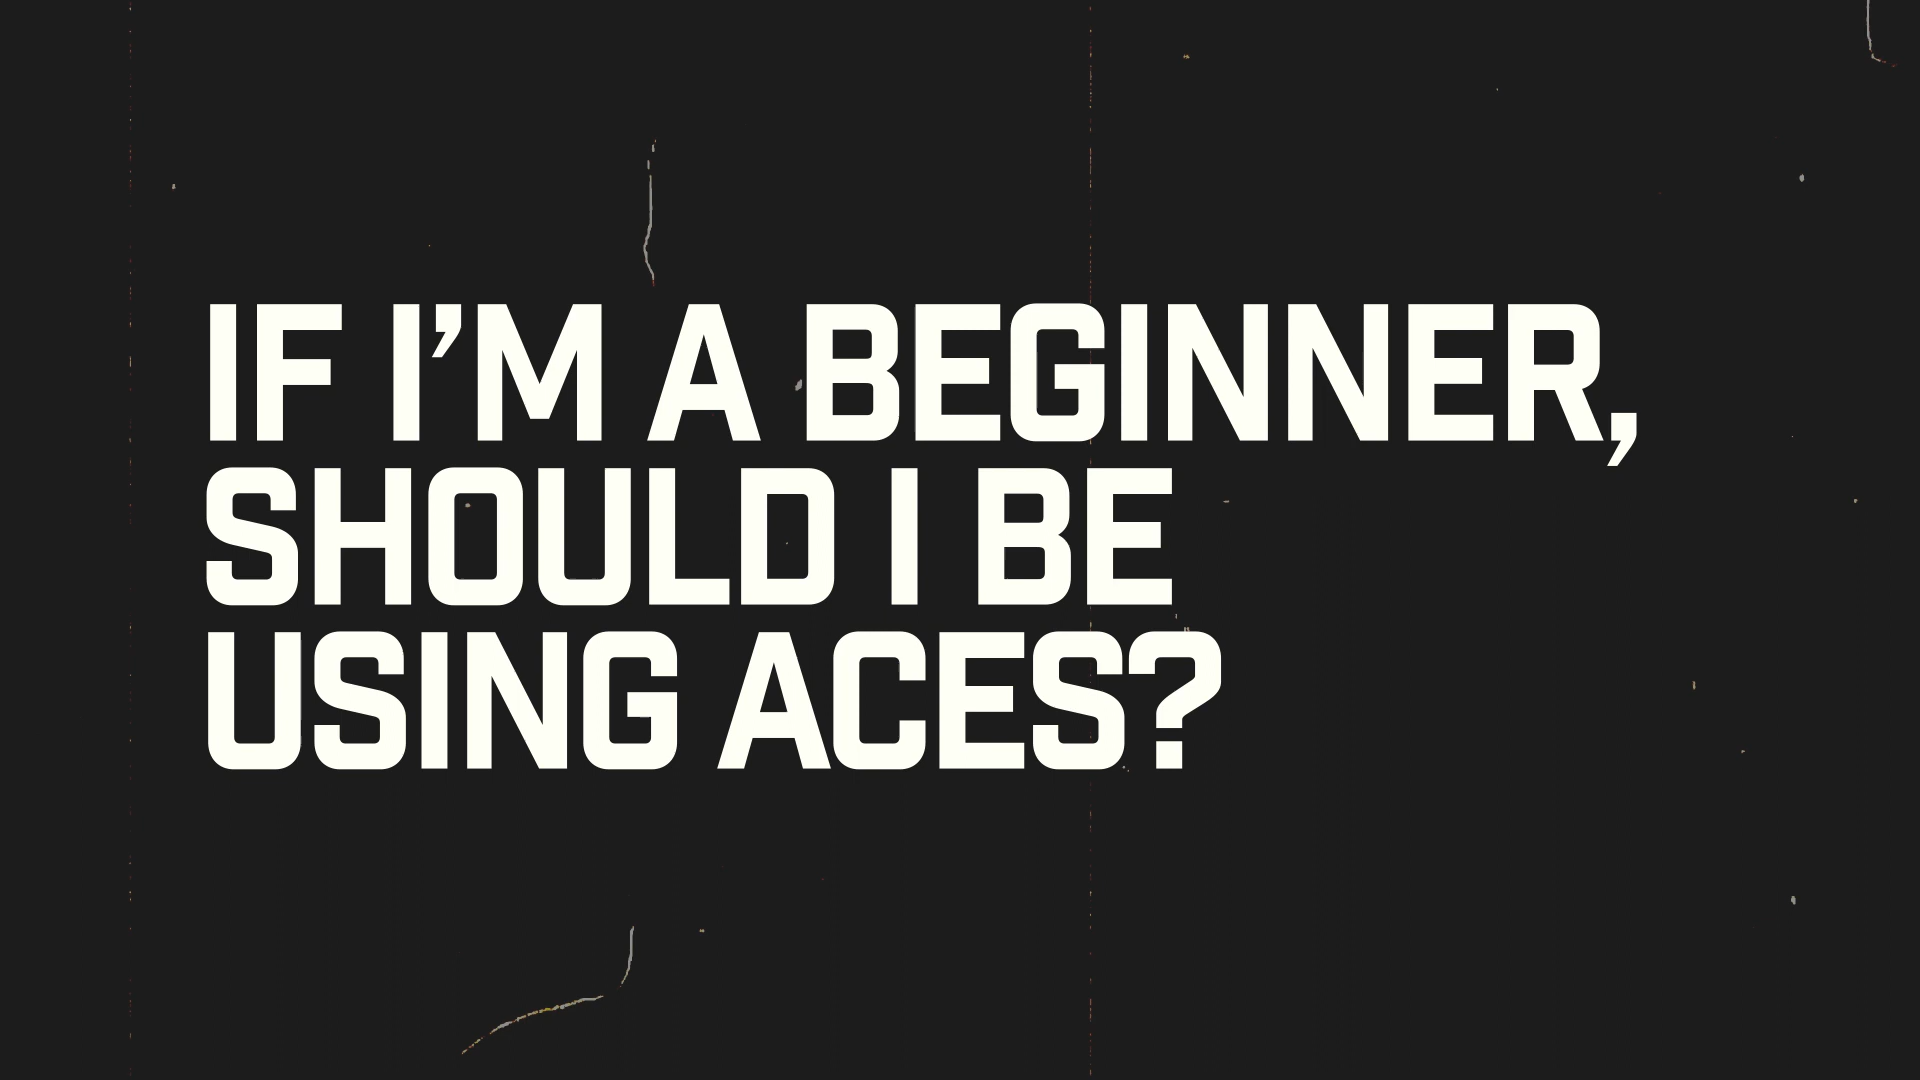 IF I’M A BEGINNER,
SHOULD I BE
USING ACES?